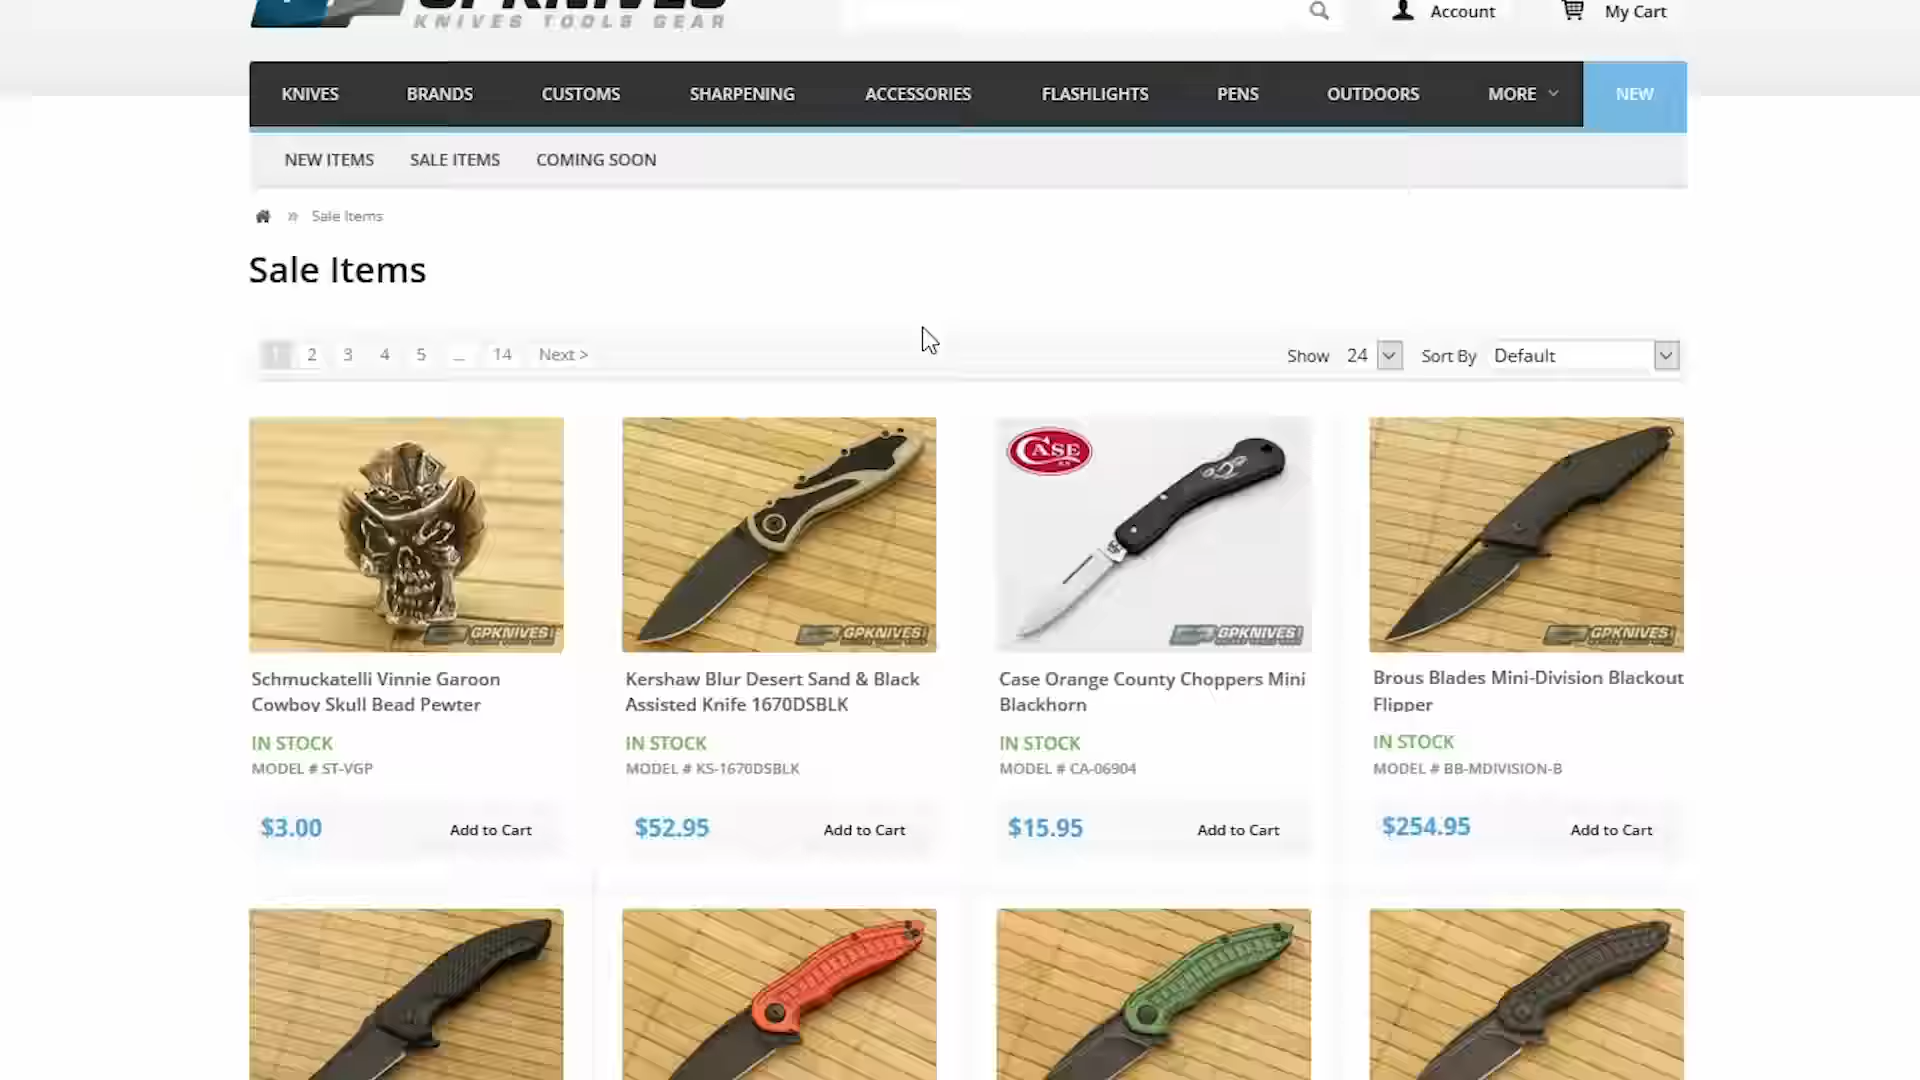 GPKNIVES
KNIVES TOOLS GEAR
Account
My Cart
KNIVES
BRANDS
CUSTOMS
SHARPENING
ACCESSORIES
FLASHLIGHTS
PENS
OUTDOORS
MORE
NEW
NEW ITEMS
SALE ITEMS
COMING SOON
» Sale Items
Sale Items
1 2 3 4 5 ... 14 Next >
Show 24
Sort By Default
CASE
GPKNIVES
GPKNIVES
GPKNIVES
GPKNIVES
Schmuckatelli Vinnie Garoon
Cowboy Skull Bead Pewter
IN STOCK
MODEL # ST-VGP
$3.00
Add to Cart
Kershaw Blur Desert Sand & Black
Assisted Knife 1670DSBLK
IN STOCK
MODEL # KS-1670DSBLK
$52.95
Add to Cart
Case Orange County Choppers Mini
Blackhorn
IN STOCK
MODEL # CA-06904
$15.95
Add to Cart
Brous Blades Mini-Division Blackout
Flipper
IN STOCK
MODEL # BB-MDIVISION-B
$254.95
Add to Cart